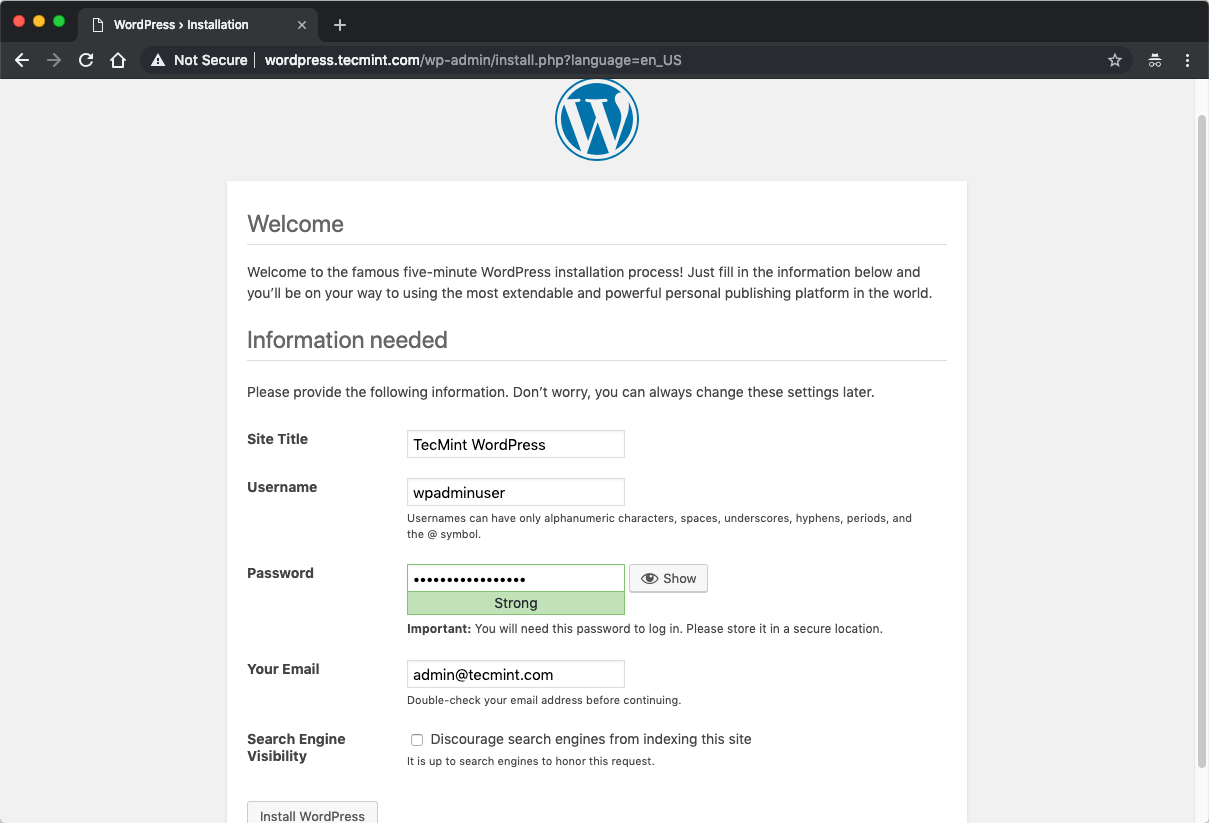 WordPress › Installation
Not Secure | wordpress.tecmint.com/wp-admin/install.php?language=en_US
Welcome
Welcome to the famous five-minute WordPress installation process! Just fill in the information below and
you’ll be on your way to using the most extendable and powerful personal publishing platform in the world.
Information needed
Please provide the following information. Don’t worry, you can always change these settings later.
Site Title
TecMint WordPress
Username
wpadminuser
Usernames can have only alphanumeric characters, spaces, underscores, hyphens, periods, and
the @ symbol.
Password
•••••••••••••••••
Show
Strong
Important: You will need this password to log in. Please store it in a secure location.
Your Email
admin@tecmint.com
Double-check your email address before continuing.
Search Engine
Visibility
Discourage search engines from indexing this site
It is up to search engines to honor this request.
Install WordPress